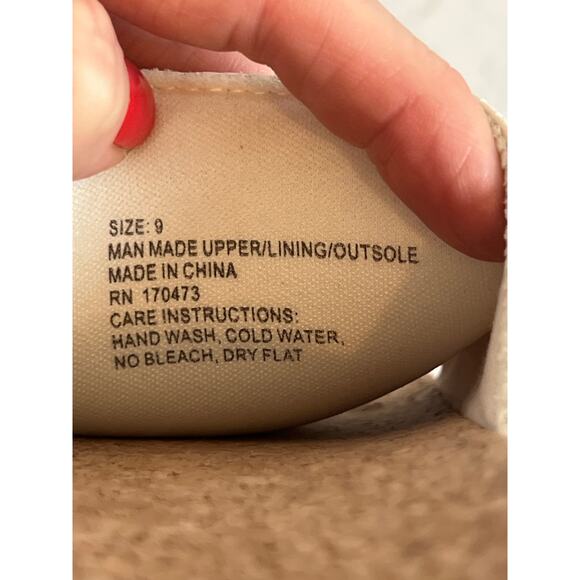 SIZE: 9
MAN MADE UPPER/LINING/OUTSOLE
MADE IN CHINA
RN 170473
CARE INSTRUCTIONS:
HAND WASH, COLD WATER,
NO BLEACH, DRY FLAT